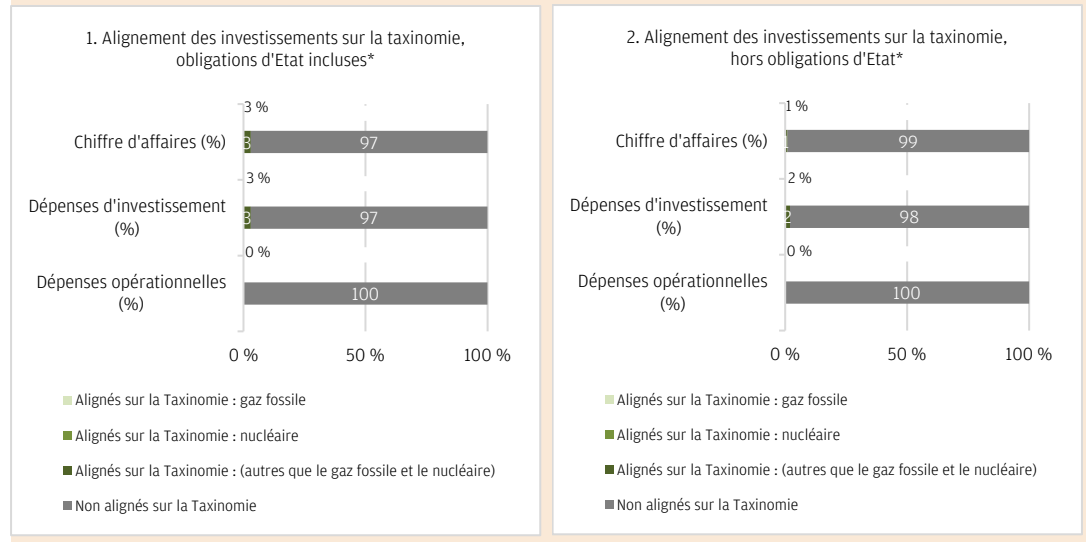 1. Alignement des investissements sur la taxinomie,
obligations d'Etat incluses*
3 %
Chiffre d'affaires (%)
3
97
3 %
Dépenses d'investissement
(%)
3
97
0 %
Dépenses opérationnelles
(%)
100
0 %
50 %
100 %
Alignés sur la Taxinomie : gaz fossile
Alignés sur la Taxinomie : nucléaire
Alignés sur la Taxinomie : (autres que le gaz fossile et le nucléaire)
Non alignés sur la Taxinomie
2. Alignement des investissements sur la taxinomie,
hors obligations d'Etat*
1 %
Chiffre d'affaires (%)
1
99
2 %
Dépenses d'investissement
(%)
2
98
0 %
Dépenses opérationnelles
(%)
100
0 %
50 %
100 %
Alignés sur la Taxinomie : gaz fossile
Alignés sur la Taxinomie : nucléaire
Alignés sur la Taxinomie : (autres que le gaz fossile et le nucléaire)
Non alignés sur la Taxinomie